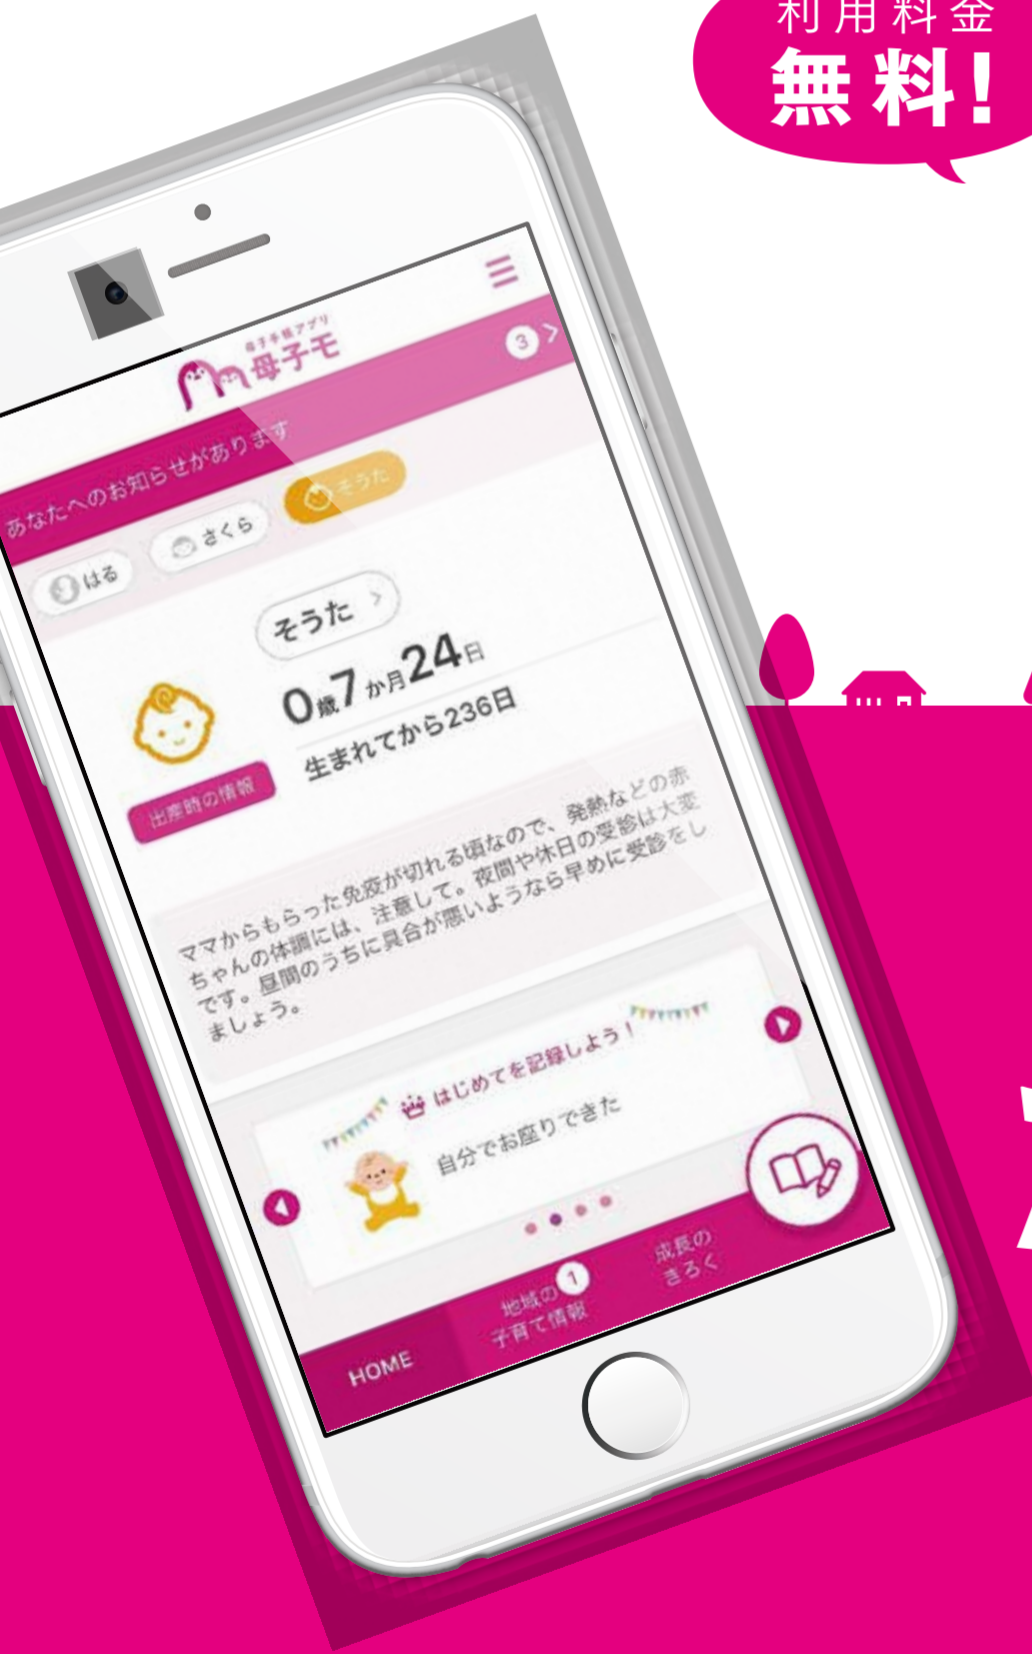 利用料金
無料!
母子手帳アプリ
母子モ
あなたへのお知らせがあります
3
はる
さくら
そうた
そうた
0歳7か月24日
生まれてから236日
出産時の情報
ママからもらった免疫が切れる頃なので、発熱などの赤
ちゃんの体調には、注意して。夜間や休日の受診は大変
です。昼間のうちに具合が悪いようなら早めに受診をし
ましょう。
はじめてを記録しよう!
自分でお座りできた
HOME
地域の
子育て情報
1
成長の
きろく